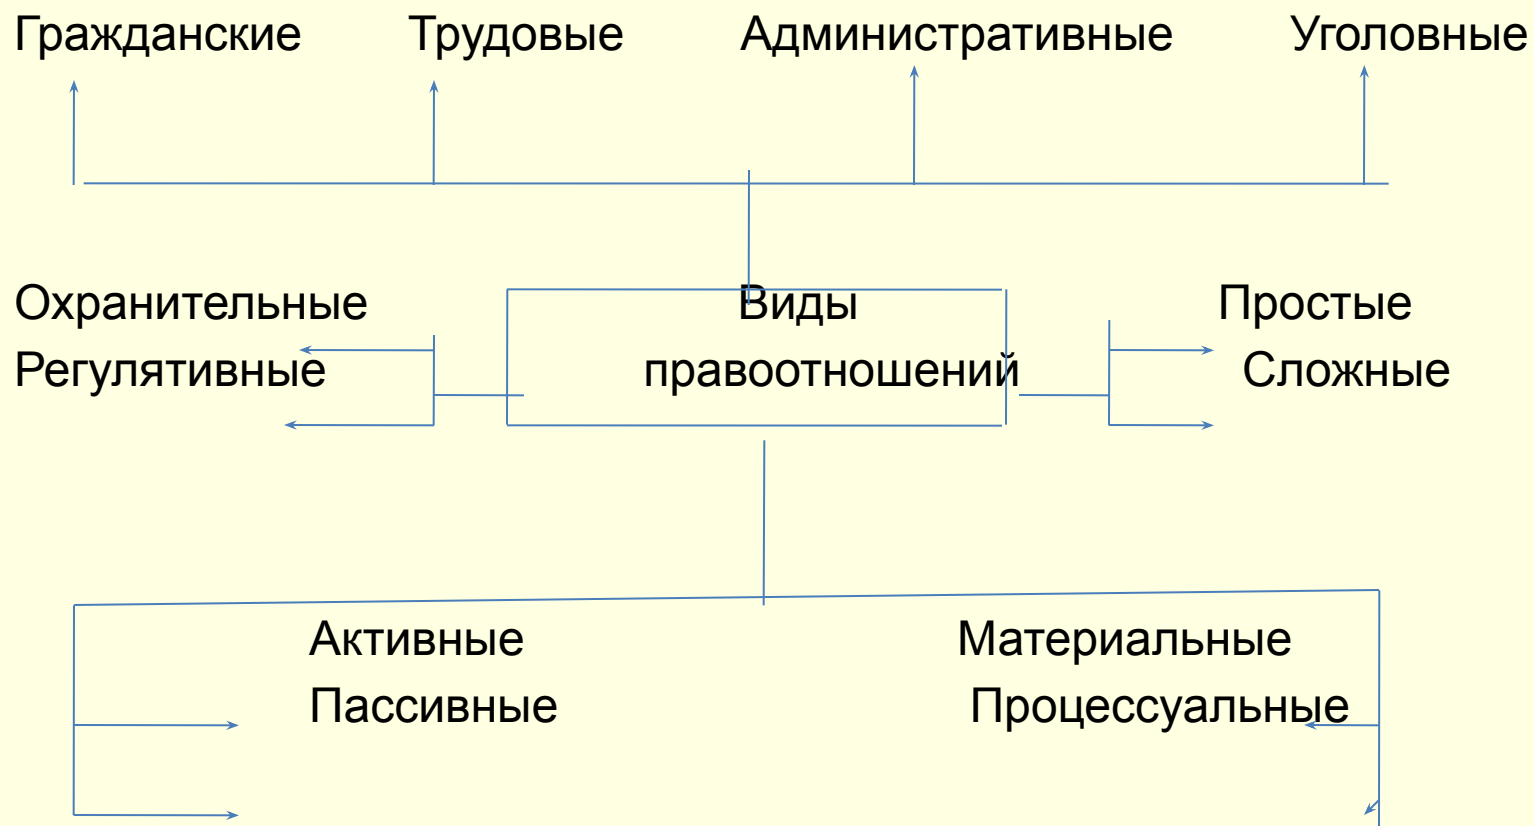 Гражданские Трудовые Административные Уголовные
Охранительные Виды Простые
Регулятивные правоотношений Сложные
Активные Материальные
Пассивные Процессуальные